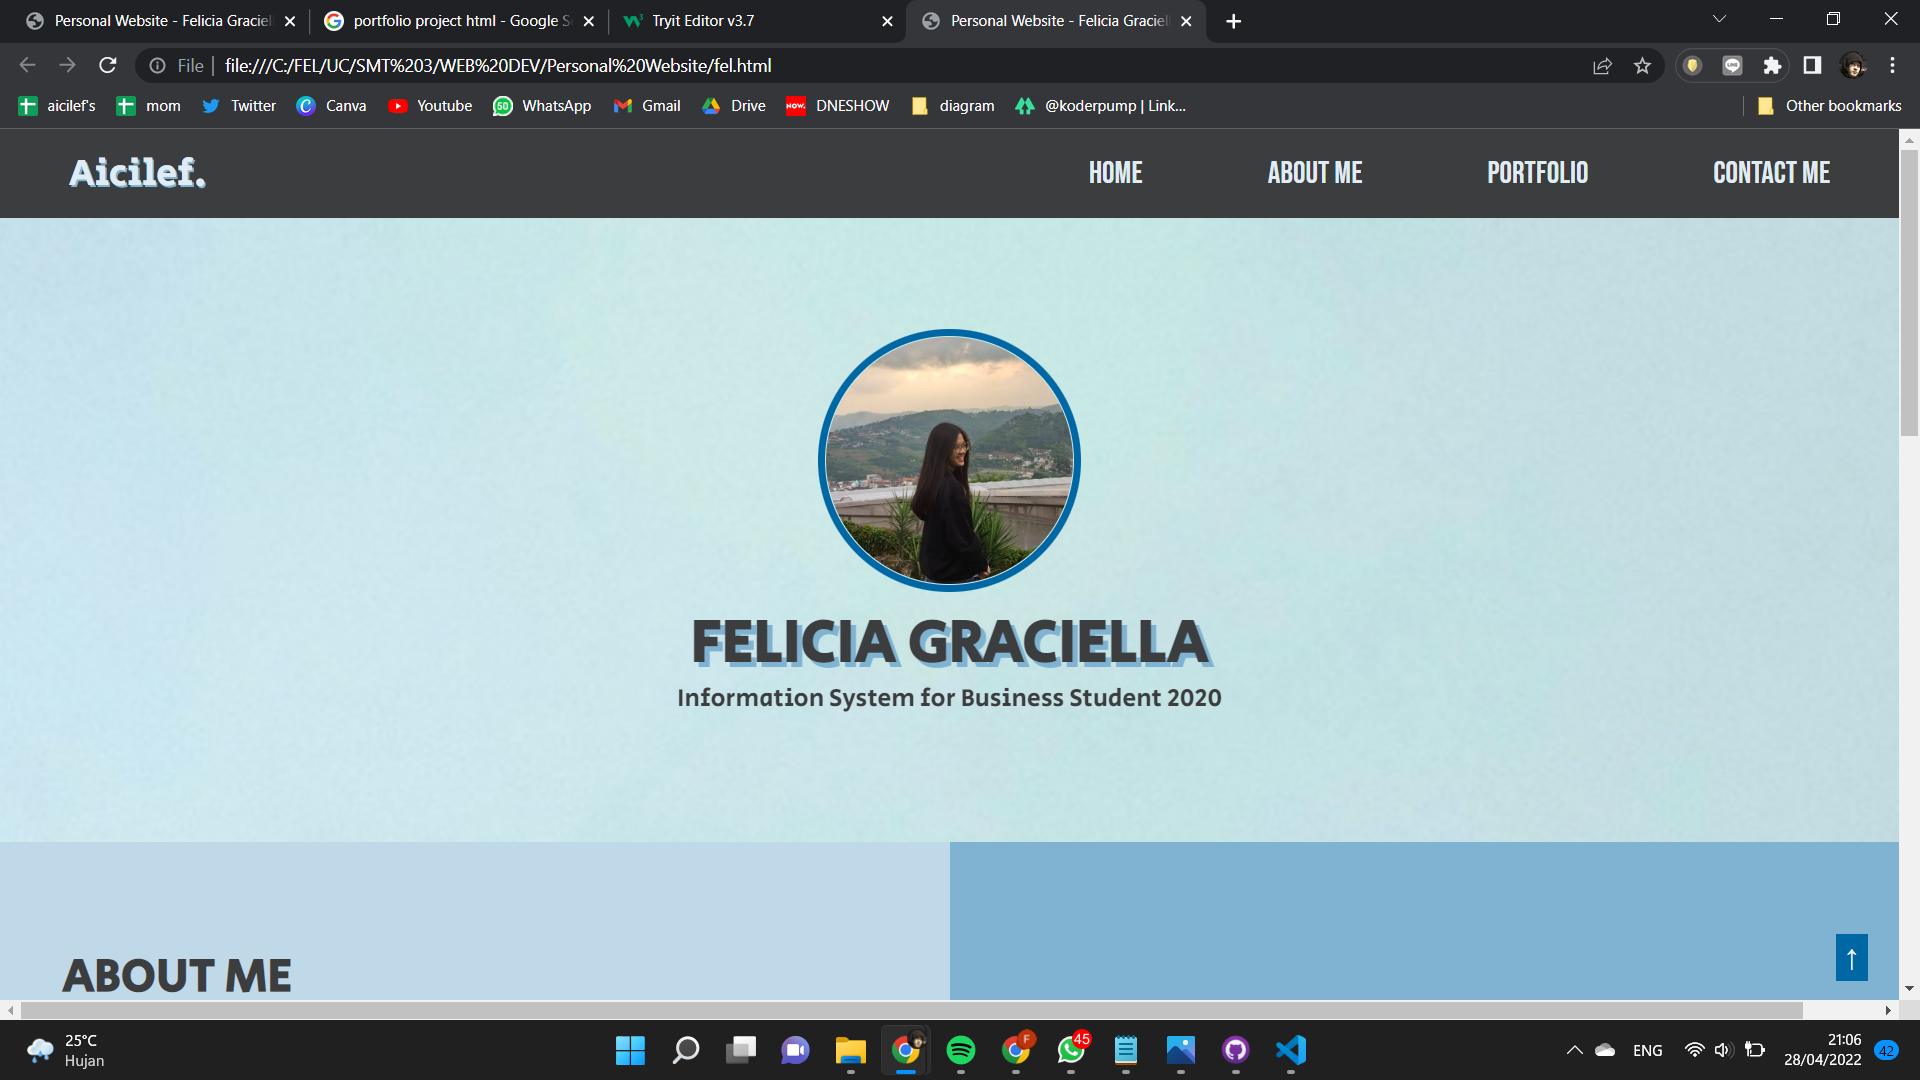 Personal Website - Felicia Graciel
portfolio project html - Google S
Tryit Editor v3.7
Personal Website - Felicia Graciel
File
file:///C:/FEL/UC/SMT%203/WEB%20DEV/Personal%20Website/fel.html
aicilef's
mom
Twitter
Canva
Youtube
50
WhatsApp
Gmail
Drive
NOW.
DNESHOW
diagram
@koderpump | Link...
Other bookmarks
Aicilef.
HOME
ABOUT ME
PORTFOLIO
CONTACT ME
FELICIA GRACIELLA
Information System for Business Student 2020
ABOUT ME
↑
25°C
Hujan
F
45
ENG
21:06
28/04/2022
42